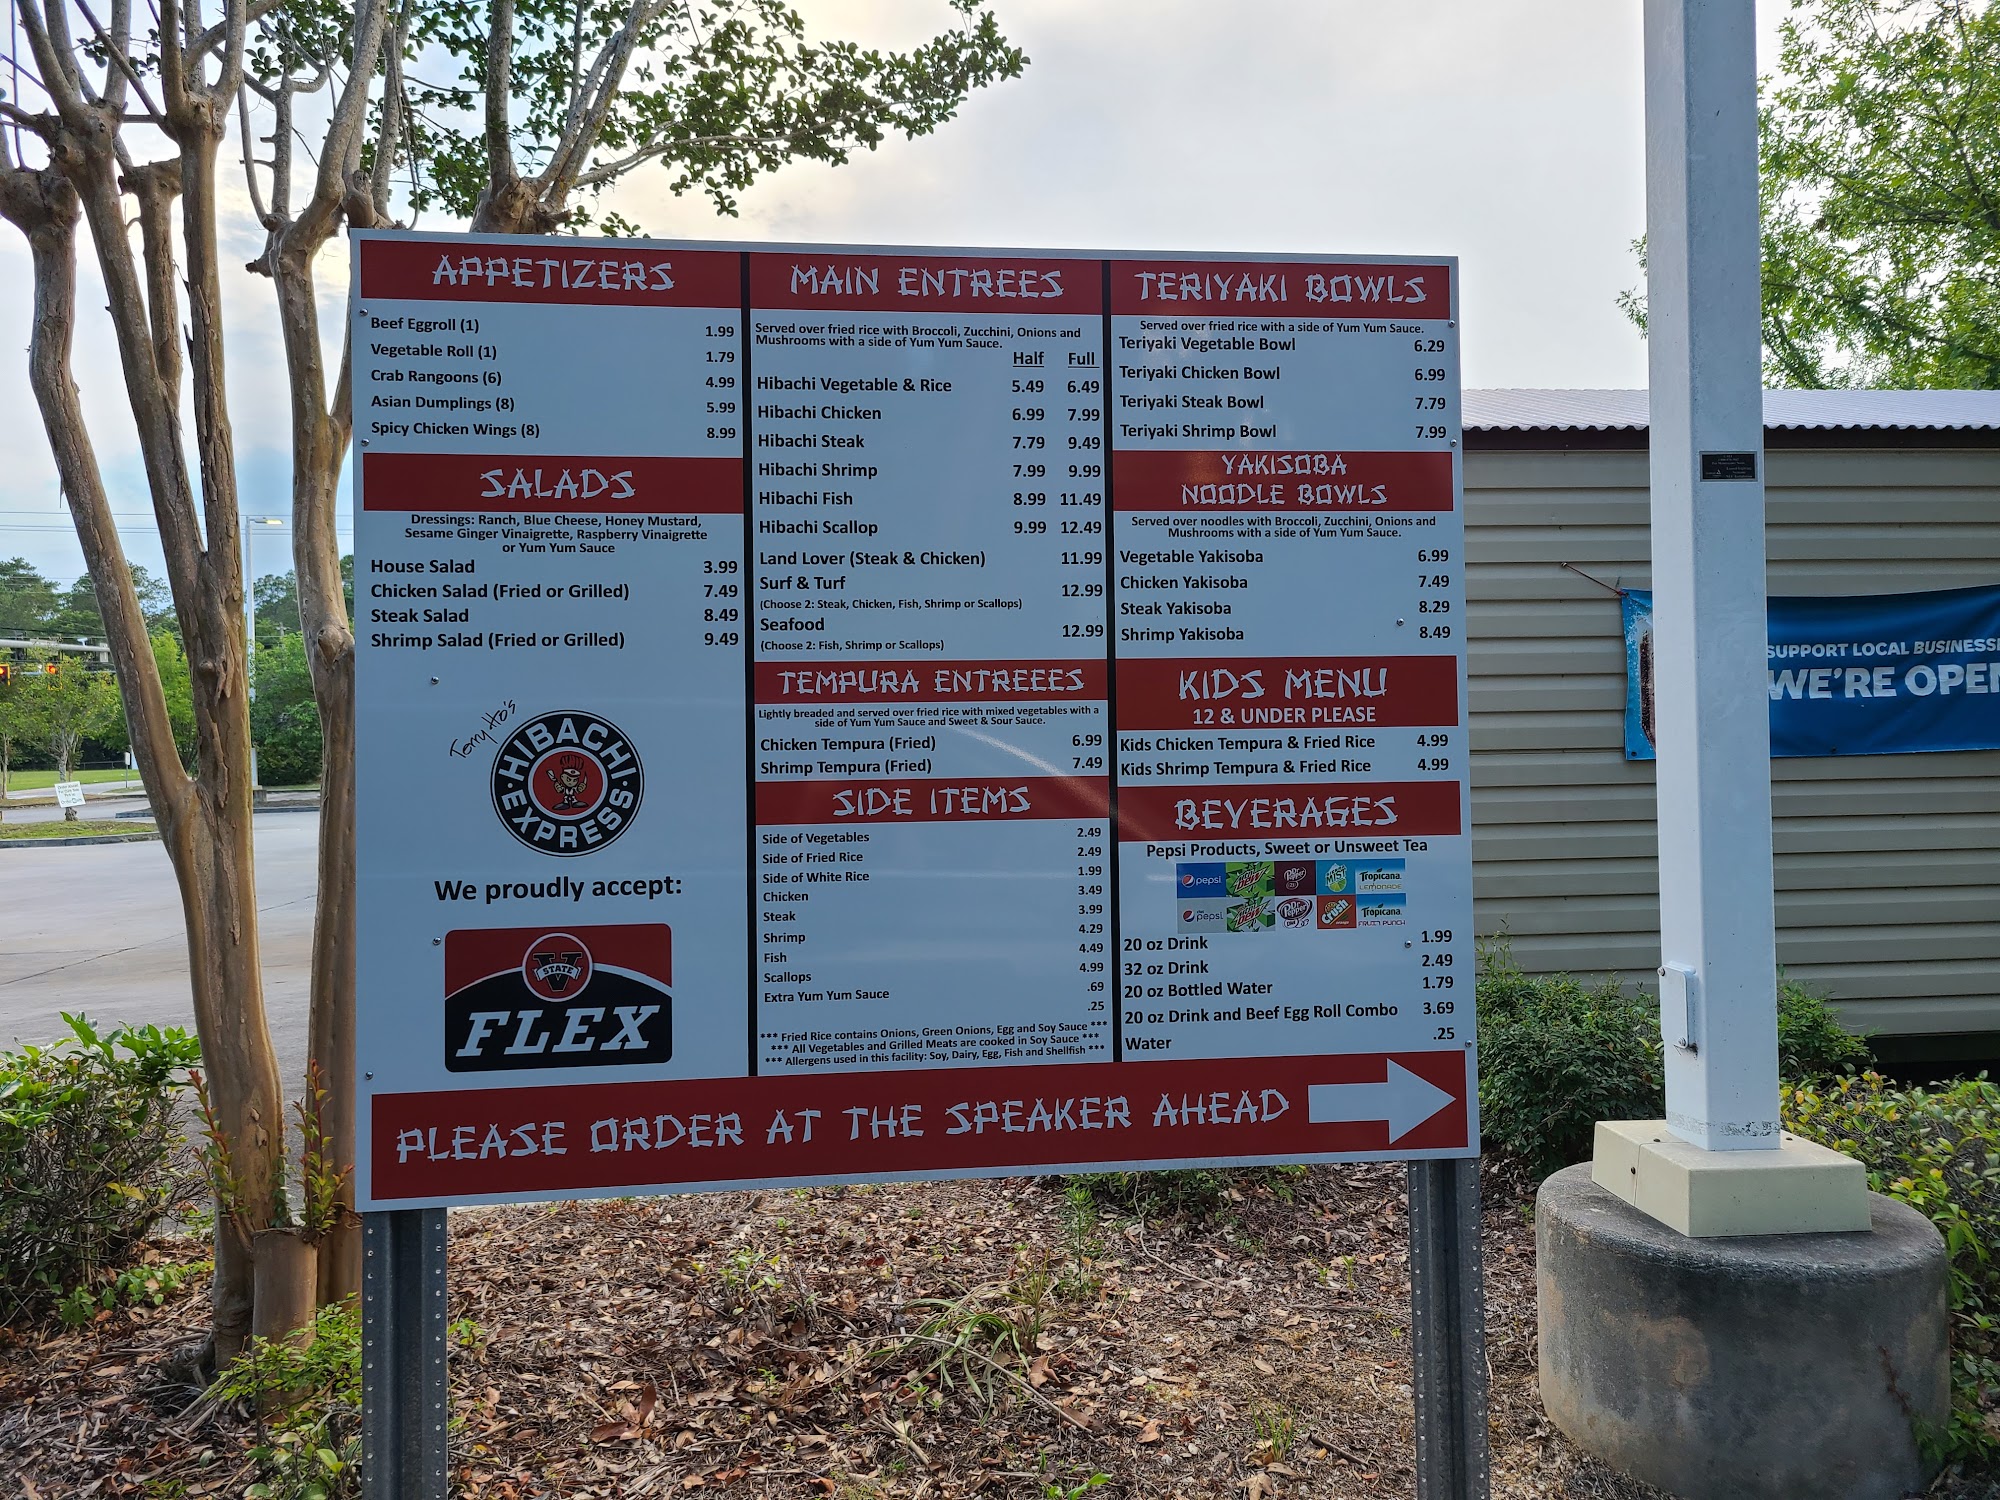 APPETIZERS
Beef Eggroll (1) 1.99
Vegetable Roll (1) 1.79
Crab Rangoons (6) 4.99
Asian Dumplings (8) 5.99
Spicy Chicken Wings (8) 8.99
SALADS
Dressings: Ranch, Blue Cheese, Honey Mustard,
Sesame Ginger Vinaigrette, Raspberry Vinaigrette
or Yum Yum Sauce
House Salad 3.99
Chicken Salad (Fried or Grilled) 7.49
Steak Salad 8.49
Shrimp Salad (Fried or Grilled) 9.49
Terry Ho's
HIBACHI
EXPRESS
We proudly accept:
V
STATE
FLEX
MAIN ENTREES
Served over fried rice with Broccoli, Zucchini, Onions and
Mushrooms with a side of Yum Yum Sauce.
Half Full
Hibachi Vegetable & Rice 5.49 6.49
Hibachi Chicken 6.99 7.99
Hibachi Steak 7.79 9.49
Hibachi Shrimp 7.99 9.99
Hibachi Fish 8.99 11.49
Hibachi Scallop 9.99 12.49
Land Lover (Steak & Chicken) 11.99
Surf & Turf 12.99
(Choose 2: Steak, Chicken, Fish, Shrimp or Scallops)
Seafood 12.99
(Choose 2: Fish, Shrimp or Scallops)
TEMPURA ENTREEES
Lightly breaded and served over fried rice with mixed vegetables with a
side of Yum Yum Sauce and Sweet & Sour Sauce.
Chicken Tempura (Fried) 6.99
Shrimp Tempura (Fried) 7.49
SIDE ITEMS
Side of Vegetables 2.49
Side of Fried Rice 2.49
Side of White Rice 1.99
Chicken 3.49
Steak 3.99
Shrimp 4.29
Fish 4.49
Scallops 4.99
Extra Yum Yum Sauce .69
.25
*** Fried Rice contains Onions, Green Onions, Egg and Soy Sauce ***
*** All Vegetables and Grilled Meats are cooked in Soy Sauce ***
*** Allergens used in this facility: Soy, Dairy, Egg, Fish and Shellfish ***
TERIYAKI BOWLS
Served over fried rice with a side of Yum Yum Sauce.
Teriyaki Vegetable Bowl 6.29
Teriyaki Chicken Bowl 6.99
Teriyaki Steak Bowl 7.79
Teriyaki Shrimp Bowl 7.99
YAKISOBA
NOODLE BOWLS
Served over noodles with Broccoli, Zucchini, Onions and
Mushrooms with a side of Yum Yum Sauce.
Vegetable Yakisoba 6.99
Chicken Yakisoba 7.49
Steak Yakisoba 8.29
Shrimp Yakisoba 8.49
KIDS MENU
12 & UNDER PLEASE
Kids Chicken Tempura & Fried Rice 4.99
Kids Shrimp Tempura & Fried Rice 4.99
BEVERAGES
Pepsi Products, Sweet or Unsweet Tea
pepsi Mtn Dew Dr Pepper MIST Tropicana LEMONADE
pepsi Mtn Dew Dr Pepper Crush Tropicana FRUIT PUNCH
20 oz Drink 1.99
32 oz Drink 2.49
20 oz Bottled Water 1.79
20 oz Drink and Beef Egg Roll Combo 3.69
Water .25
PLEASE ORDER AT THE SPEAKER AHEAD
SUPPORT LOCAL BUSINESSE
WE'RE OPEN